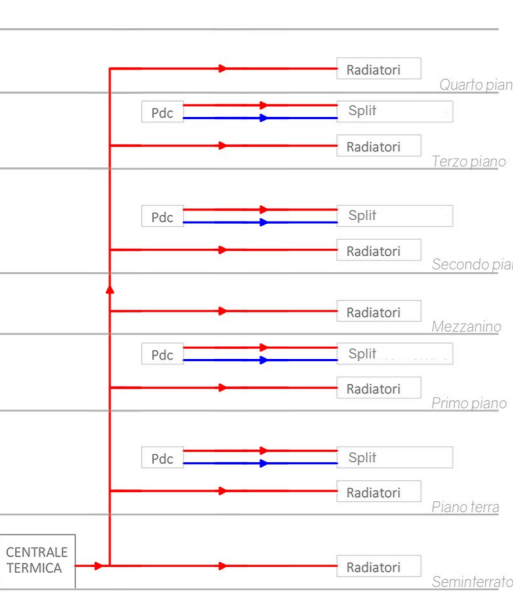 Radiatori
Quarto pian
Pdc
Split
Radiatori
Terzo piano
Pdc
Split
Radiatori
Secondo pian
Radiatori
Mezzanino
Pdc
Split
Radiatori
Primo piano
Pdc
Split
Radiatori
Piano terra
CENTRALE
TERMICA
Radiatori
Seminterrato